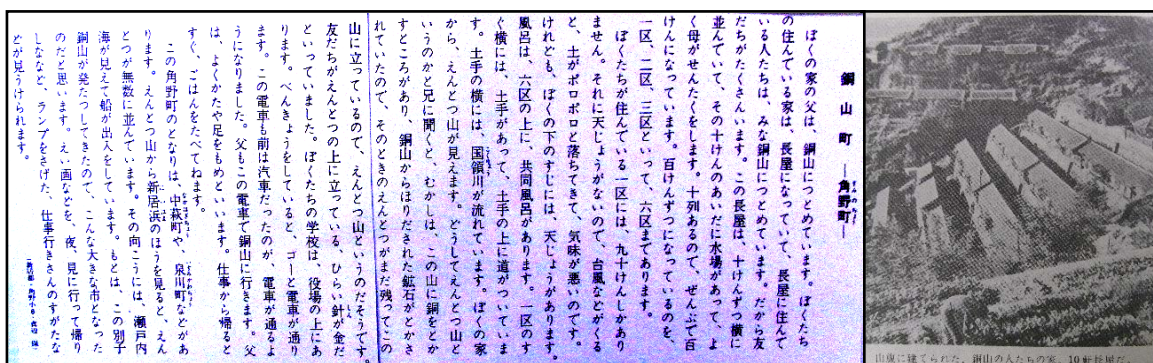 銅山町 ―角野町―
ぼくの家の父は、銅山につとめています。ぼくたち
の住んでいる家は、長屋になっていて、長屋に住んで
いる人たちは、みな銅山につとめています。だから友
だちがたくさんいます。この長屋は、十けんずつ横に
並んでいて、その十けんのあいだに水場があって、よ
く母がせんたくをします。十列あるので、ぜんぶで百
けんになっています。百けんずつになっているのを、
一区、二区、三区といって、六区まであります。
ぼくたちが住んでいる一区には、九十けんしかあり
ません。それに天じょうがないので、台風などがくる
と、土がポロポロと落ちてきて、気味が悪いのです。
けれども、ぼくの下のすじには、天じょうがあります。
風呂は、六区の上に、共同風呂があります。一区のす
ぐ横には、土手があって、土手の上に道がついていま
す。土手の横には、国領川が流れています。ぼくの家
から、えんとつ山が見えます。どうしてえんとつ山と
いうのかと兄に聞くと、むかしは、この山に銅をとか
すところがあり、銅山からほりだされた鉱石がとかさ
れていたので、そのときのえんとつがまだ残ってこの
山に立っているので、えんとつ山というのだそうです。
友だちがえんとつの上に立っている、ひらい針が金だ
といっていました。ぼくたちの学校は、役場の上にあ
ります。べんきょうをしていると、ゴーと電車が通り
ます。この電車も前は汽車だったのが、電車が通るよ
うになりました。父もこの電車で銅山に行きます。父
は、よくかたや足をもめといいます。仕事から帰ると
すぐ、ごはんをたべてねます。
この角野町のとなりは、中萩町や、泉川町などがあ
ります。えんとつ山から新居浜のほうを見ると、えん
とつが無数に並んでいます。その向こうには、瀬戸内
海が見えて船が出入をしています。もとは、この別子
銅山が発たつしてきたので、こんな大きな市となった
のだと思います。えい画などを、夜、見に行って帰り
しななど、ランプをさげた、仕事行きさんのすがたな
どが見うけられます。
山奥に建てられた、銅山の人たちの家。10軒長屋だ